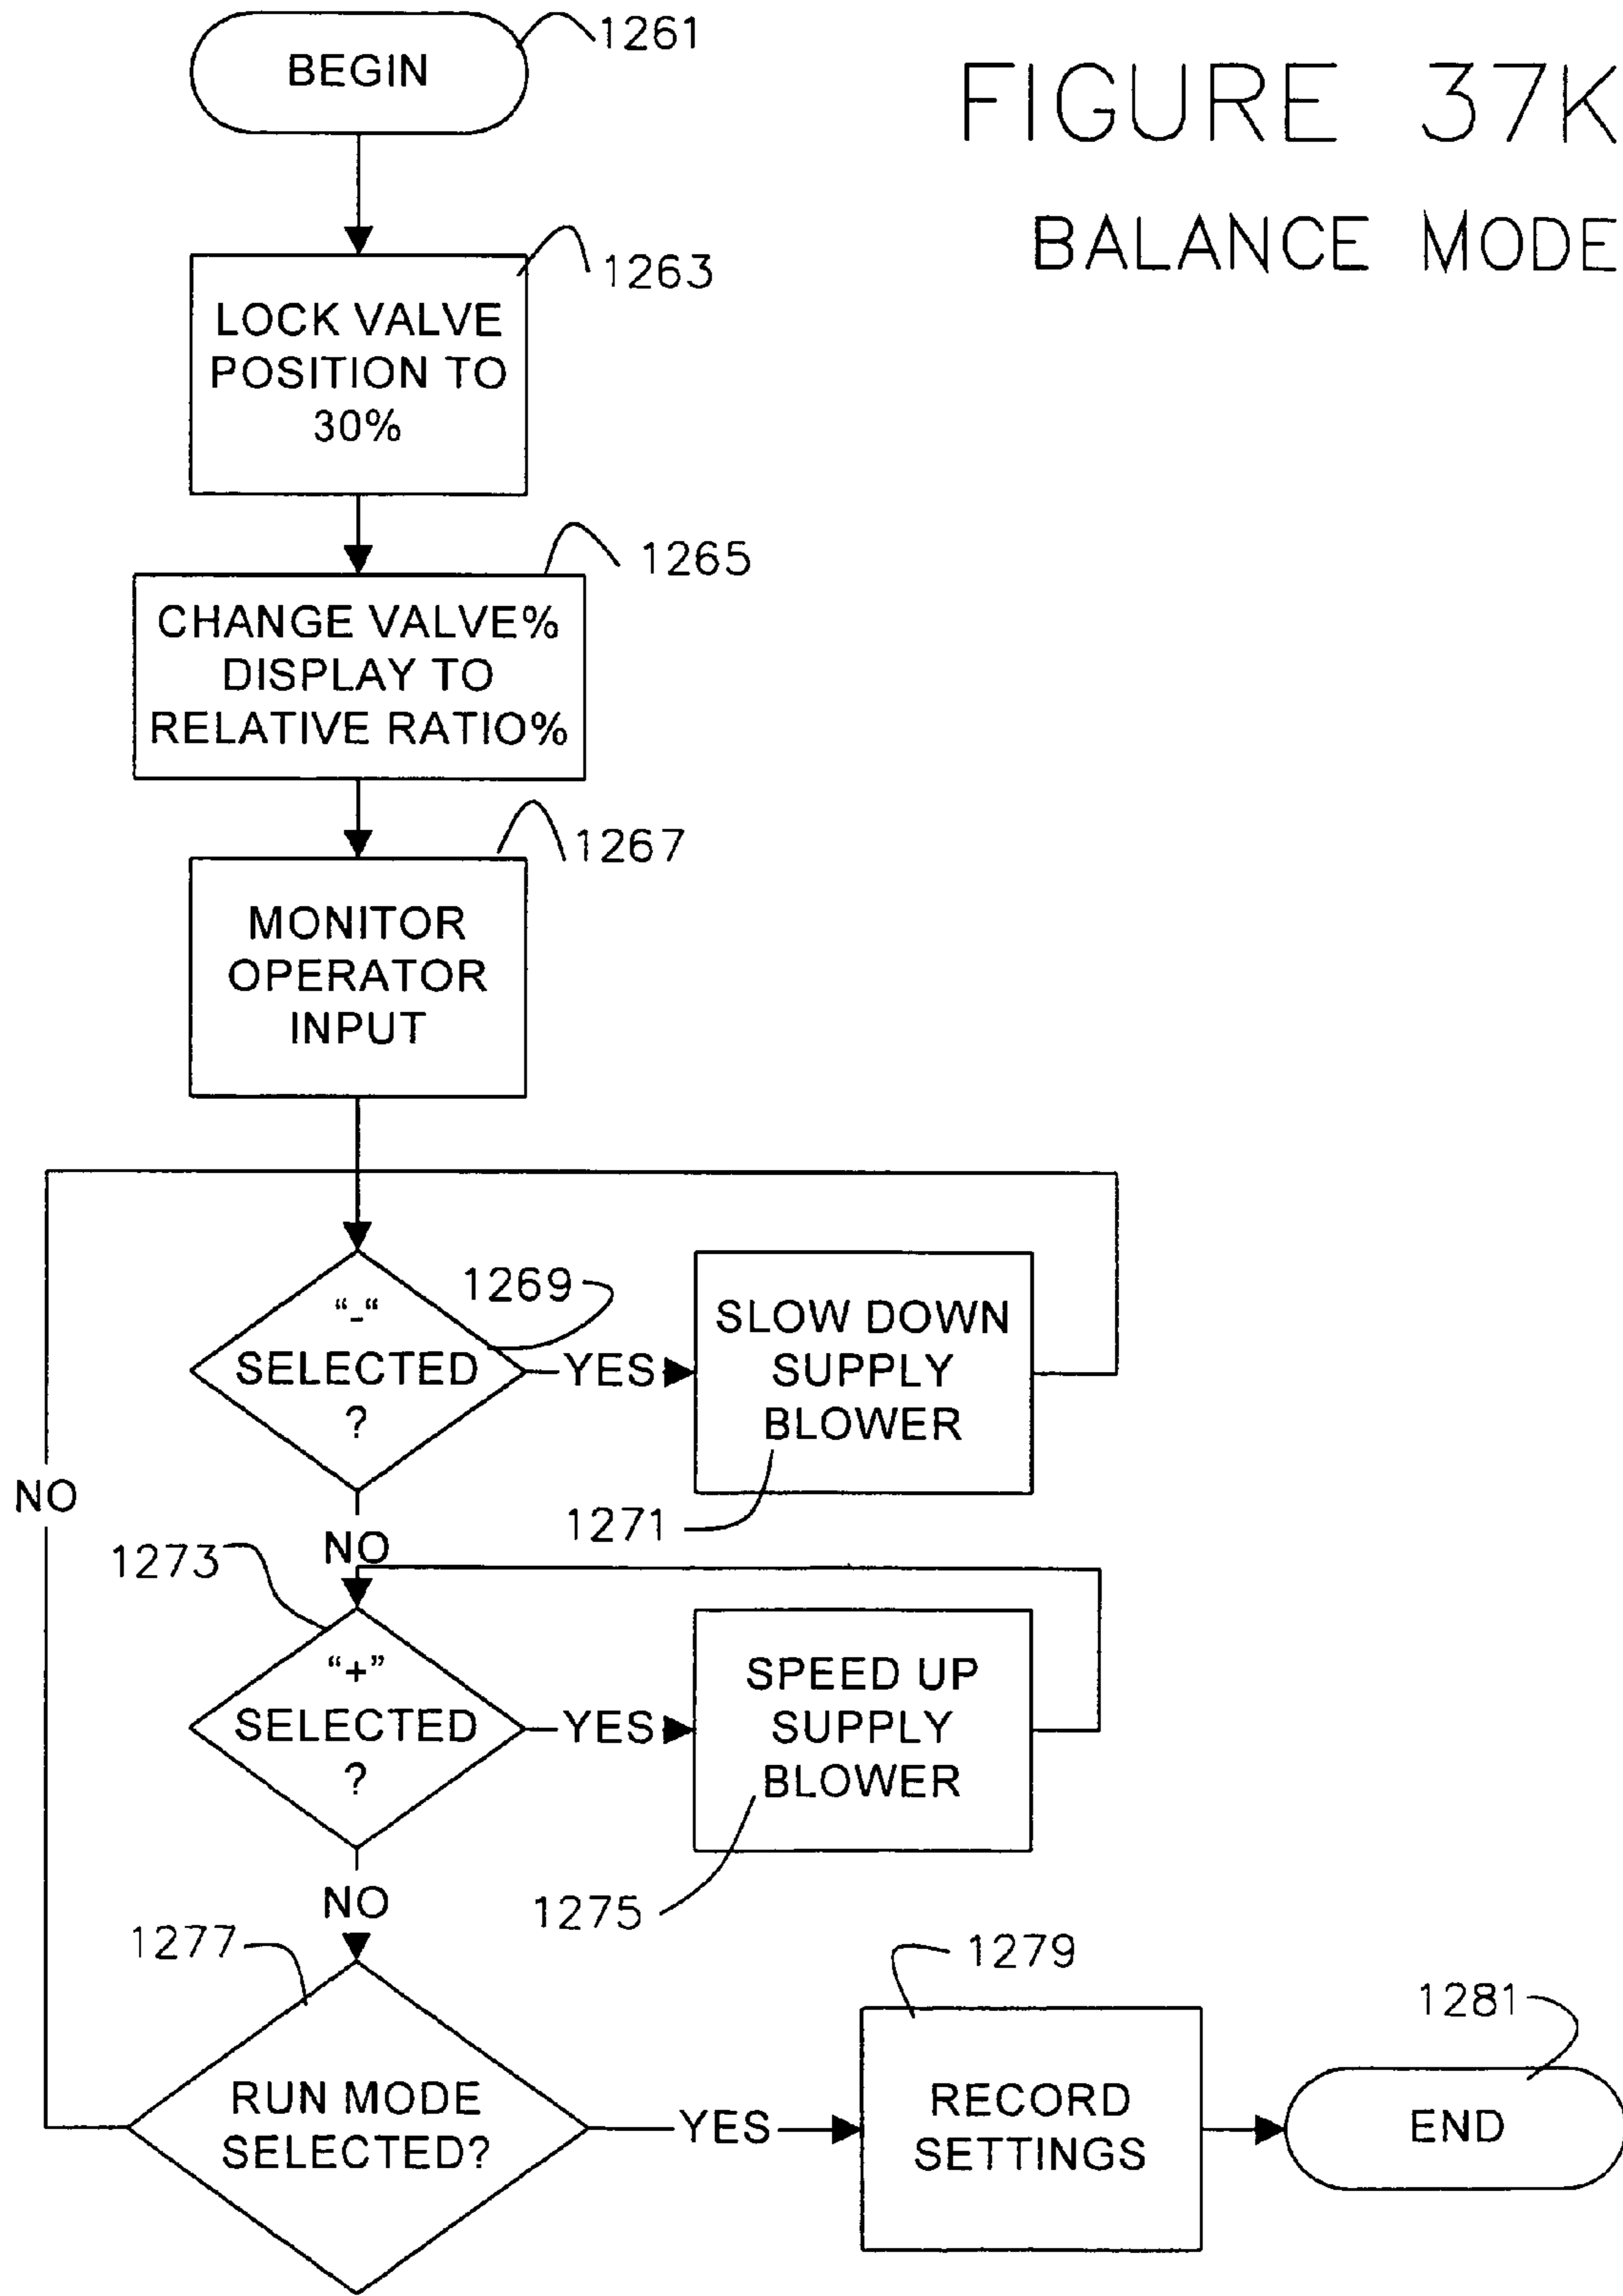 FIGURE 37K
BALANCE MODE
BEGIN
1261
1263
LOCK VALVE
POSITION TO
30%
1265
CHANGE VALVE%
DISPLAY TO
RELATIVE RATIO%
1267
MONITOR
OPERATOR
INPUT
1269
“-“
SELECTED
?
YES
SLOW DOWN
SUPPLY
BLOWER
1271
NO
NO
1273
“+”
SELECTED
?
YES
SPEED UP
SUPPLY
BLOWER
1275
NO
1277
RUN MODE
SELECTED?
YES
1279
RECORD
SETTINGS
1281
END